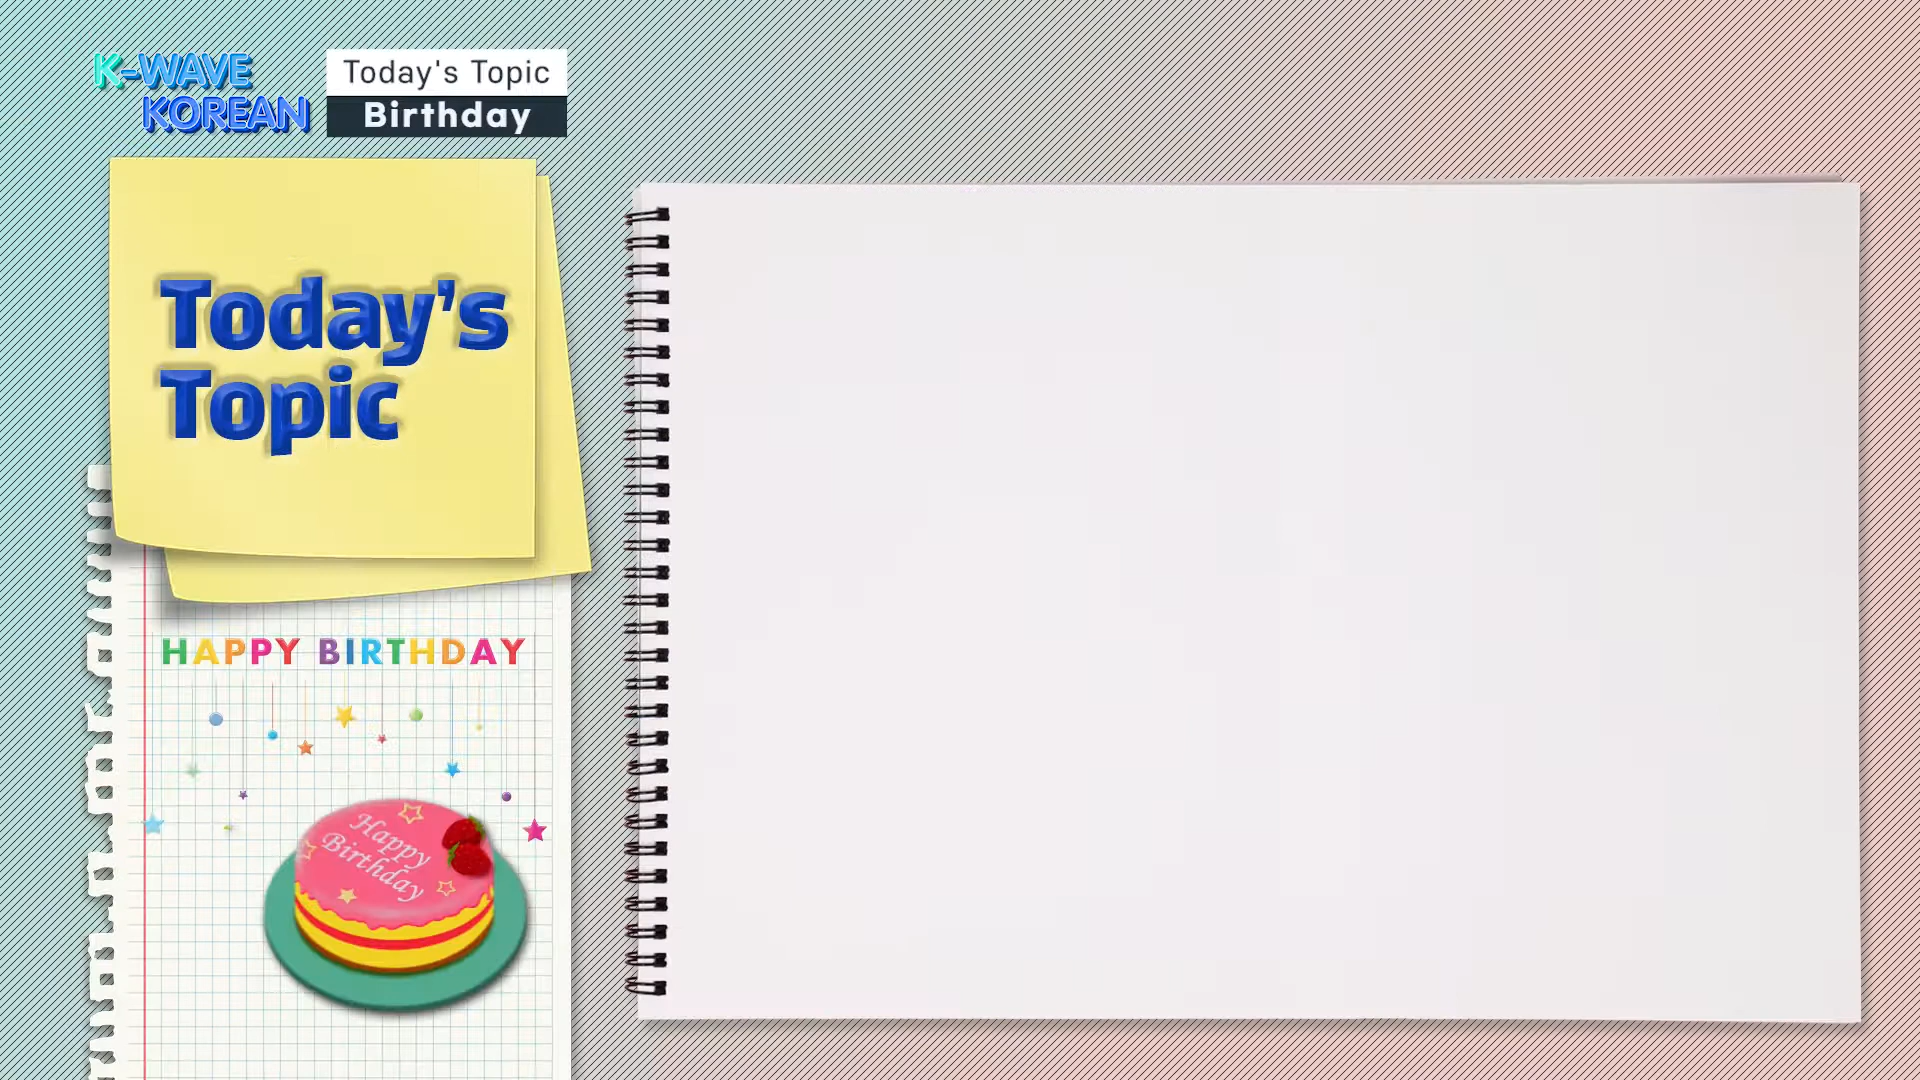 K-WAVE
KOREAN
Today's Topic
Birthday
Today's
Topic
HAPPY BIRTHDAY
Happy
Birthday